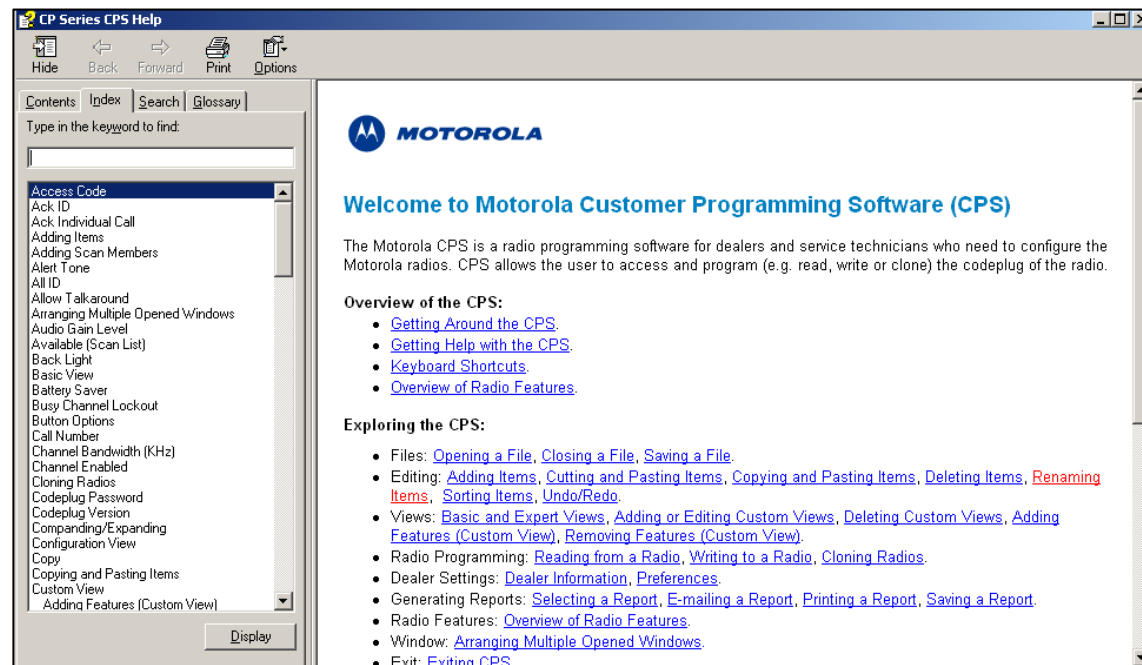 CP Series CPS Help
Hide Back Forward Print Options
Contents Index Search Glossary
Type in the keyword to find:
Access Code
Ack ID
Ack Individual Call
Adding Items
Adding Scan Members
Alert Tone
All ID
Allow Talkaround
Arranging Multiple Opened Windows
Audio Gain Level
Available (Scan List)
Back Light
Basic View
Battery Saver
Busy Channel Lockout
Button Options
Call Number
Channel Bandwidth (KHz)
Channel Enabled
Cloning Radios
Codeplug Password
Codeplug Version
Companding/Expanding
Configuration View
Copy
Copying and Pasting Items
Custom View
Adding Features (Custom View)
Display
MOTOROLA
Welcome to Motorola Customer Programming Software (CPS)
The Motorola CPS is a radio programming software for dealers and service technicians who need to configure the
Motorola radios. CPS allows the user to access and program (e.g. read, write or clone) the codeplug of the radio.
Overview of the CPS:
• Getting Around the CPS.
• Getting Help with the CPS.
• Keyboard Shortcuts.
• Overview of Radio Features.
Exploring the CPS:
• Files: Opening a File, Closing a File, Saving a File.
• Editing: Adding Items, Cutting and Pasting Items, Copying and Pasting Items, Deleting Items, Renaming
Items, Sorting Items, Undo/Redo.
• Views: Basic and Expert Views, Adding or Editing Custom Views, Deleting Custom Views, Adding
Features (Custom View), Removing Features (Custom View).
• Radio Programming: Reading from a Radio, Writing to a Radio, Cloning Radios.
• Dealer Settings: Dealer Information, Preferences.
• Generating Reports: Selecting a Report, E-mailing a Report, Printing a Report, Saving a Report.
• Radio Features: Overview of Radio Features.
• Window: Arranging Multiple Opened Windows.
• Exit: Exiting CPS